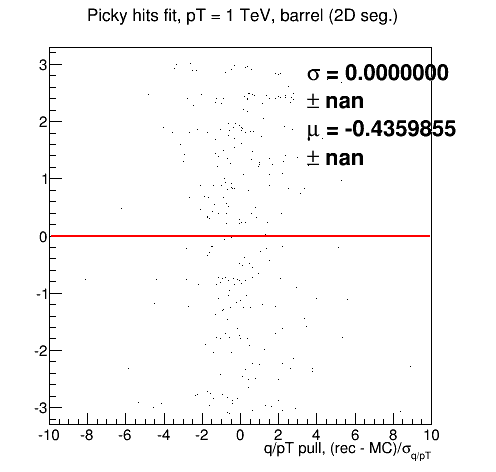 Picky hits fit, pT = 1 TeV, barrel (2D seg.)
σ = 0.0000000
± nan
μ = -0.4359855
± nan
3
2
1
0
-1
-2
-3
-10 -8 -6 -4 -2 0 2 4 6 8 10
q/pT pull, (rec - MC)/σq/pT